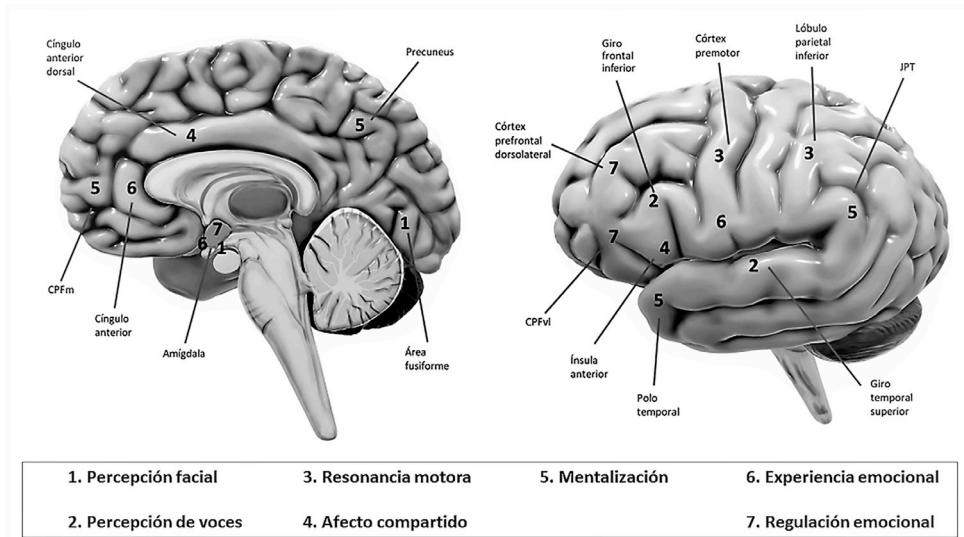 Cíngulo
anterior
dorsal
Precuneus
4
5
5
6
7
6
1
1
CPFm
Cíngulo
anterior
Amígdala
Área
fusiforme
Giro
frontal
inferior
Córtex
premotor
Lóbulo
parietal
inferior
JPT
Córtex
prefrontal
dorsolateral
7
3
3
2
6
5
7
4
2
5
CPFvl
Ínsula
anterior
Polo
temporal
Giro
temporal
superior
1. Percepción facial
3. Resonancia motora
5. Mentalización
6. Experiencia emocional
2. Percepción de voces
4. Afecto compartido
7. Regulación emocional